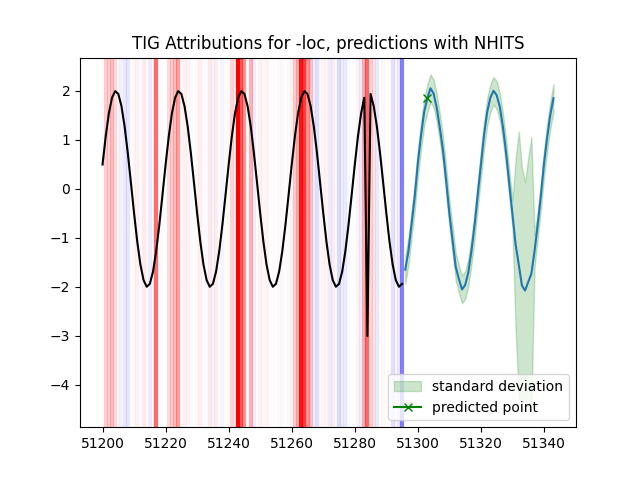 TIG Attributions for -loc, predictions with NHITS
2
1
0
−1
−2
−3
−4
standard deviation
predicted point
51200 51220 51240 51260 51280 51300 51320 51340